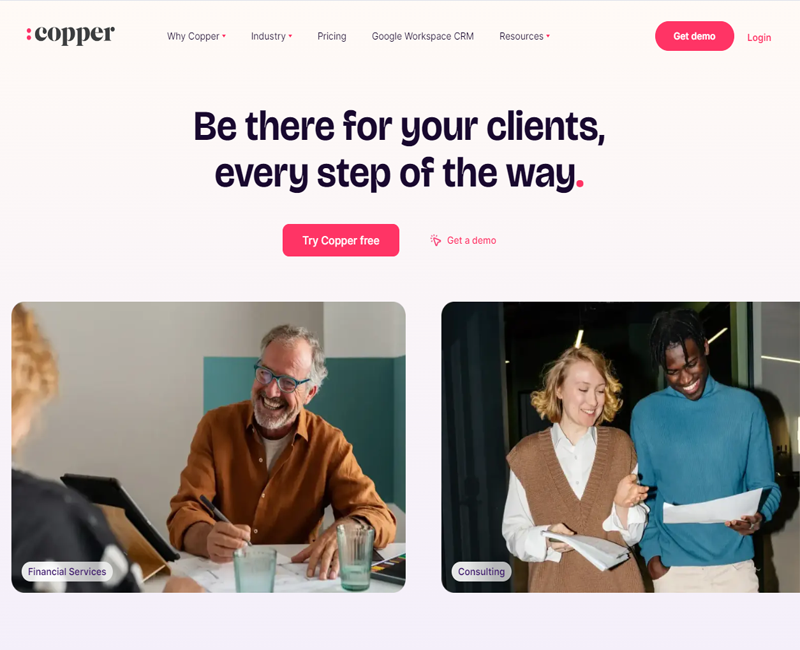 :copper
Why Copper
Industry
Pricing
Google Workspace CRM
Resources
Get demo
Login
Be there for your clients,
every step of the way.
Try Copper free
Get a demo
Financial Services
Consulting